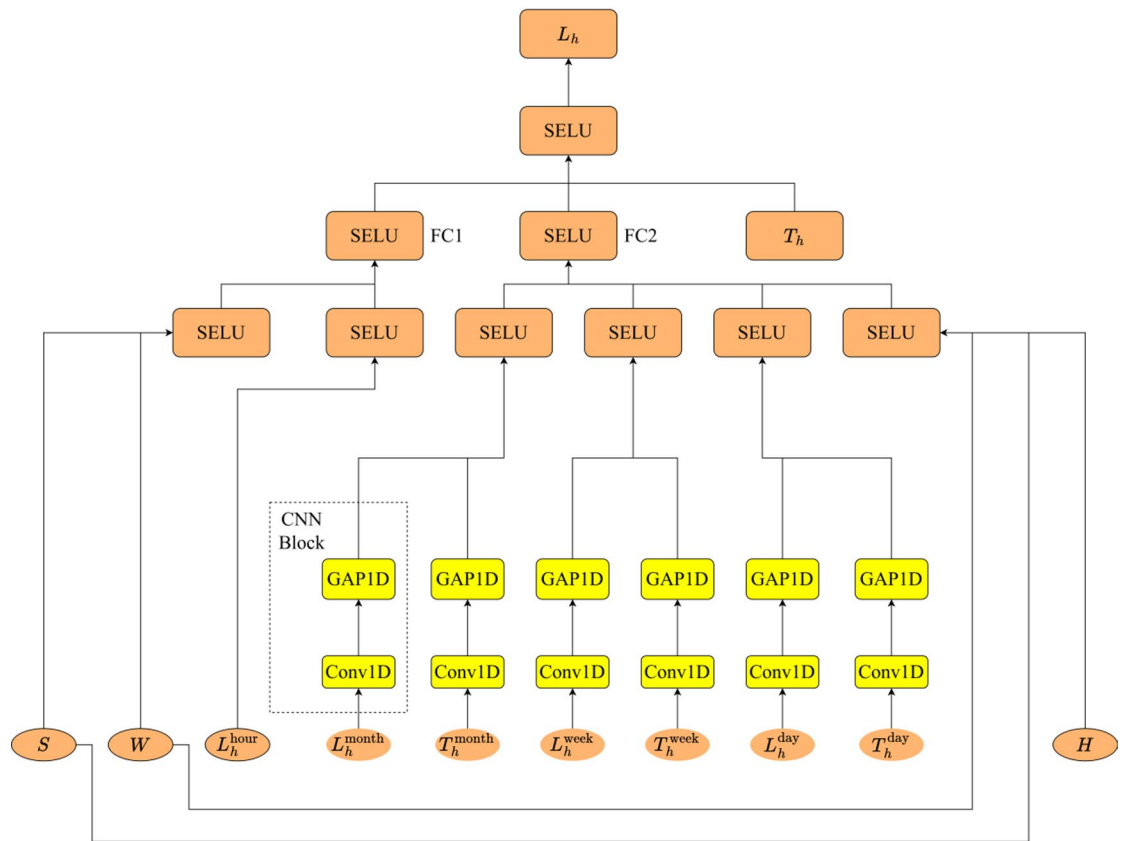 L_h
SELU
SELU FC1 SELU FC2 T_h
SELU SELU SELU SELU SELU SELU
CNN
Block
GAP1D GAP1D GAP1D GAP1D GAP1D GAP1D
Conv1D Conv1D Conv1D Conv1D Conv1D Conv1D
S W L_h^hour L_h^month T_h^month L_h^week T_h^week L_h^day T_h^day H